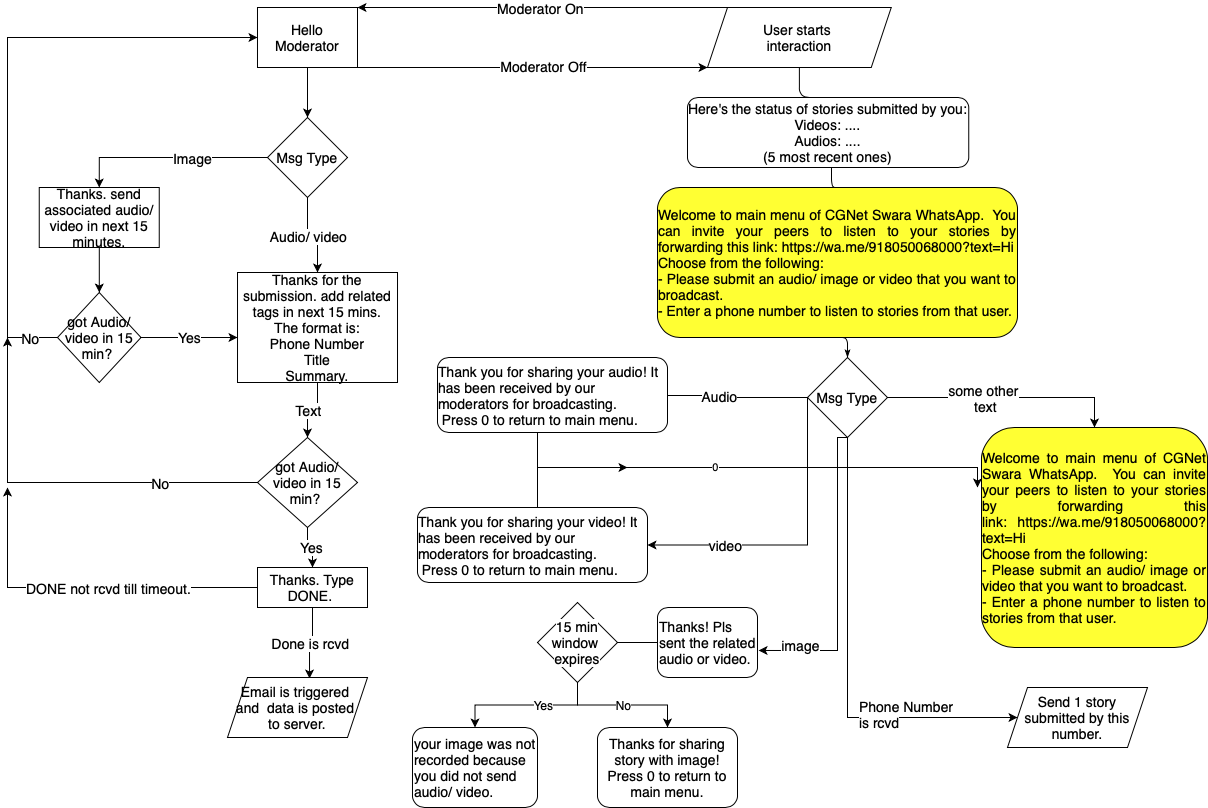 Moderator On
Hello
Moderator
User starts
interaction
Moderator Off
Here's the status of stories submitted by you:
Videos: ....
Audios: ....
(5 most recent ones)
Image
Msg Type
Thanks. send
associated audio/
video in next 15
minutes.
Audio/ video
Welcome to main menu of CGNet Swara WhatsApp. You
can invite your peers to listen to your stories by
forwarding this link: https://wa.me/918050068000?text=Hi
Choose from the following:
- Please submit an audio/ image or video that you want to
broadcast.
- Enter a phone number to listen to stories from that user.
Thanks for the
submission. add related
tags in next 15 mins.
The format is:
Phone Number
Title
Summary.
No
got Audio/
video in 15
min?
Yes
Thank you for sharing your audio! It
has been received by our
moderators for broadcasting.
Press 0 to return to main menu.
Audio
Msg Type
some other
text
Text
got Audio/
video in 15
min?
No
0
Welcome to main menu of CGNet
Swara WhatsApp. You can invite
your peers to listen to your stories
by forwarding this
link: https://wa.me/918050068000?
text=Hi
Choose from the following:
- Please submit an audio/ image or
video that you want to broadcast.
- Enter a phone number to listen to
stories from that user.
Thank you for sharing your video! It
has been received by our
moderators for broadcasting.
Press 0 to return to main menu.
video
Yes
DONE not rcvd till timeout.
Thanks. Type
DONE.
Done is rcvd
15 min
window
expires
Thanks! Pls
sent the related
audio or video.
image
Email is triggered
and data is posted
to server.
Yes
No
Phone Number
is rcvd
Send 1 story
submitted by this
number.
your image was not
recorded because
you did not send
audio/ video.
Thanks for sharing
story with image!
Press 0 to return to
main menu.